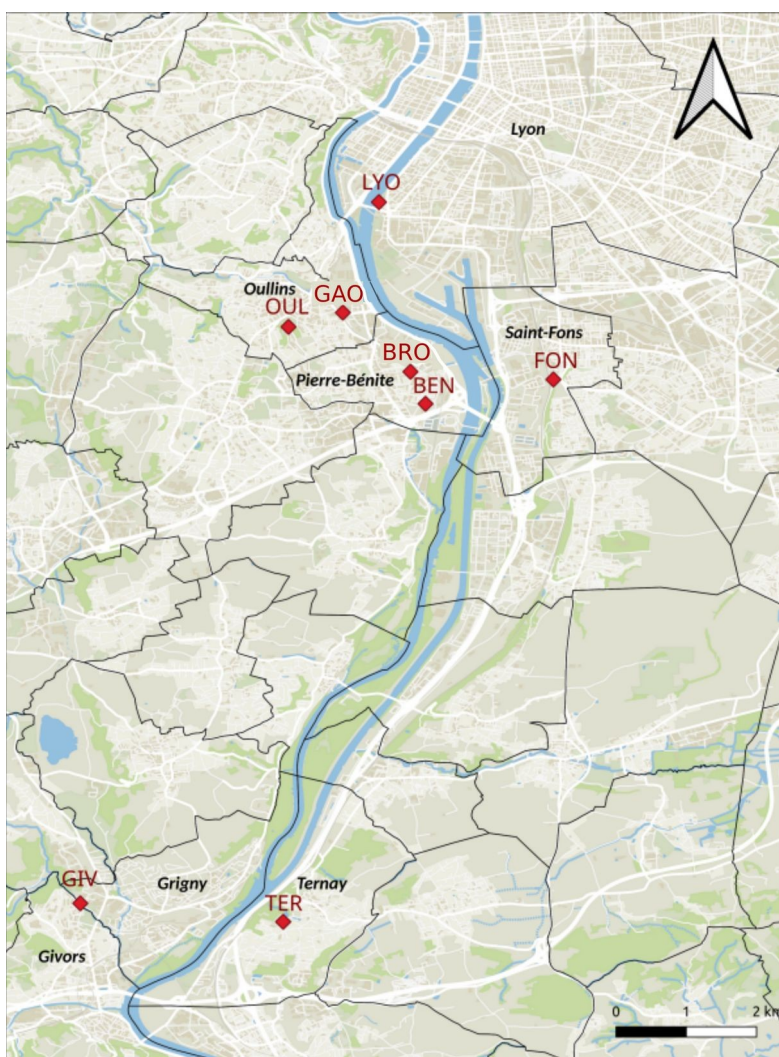 Lyon
LYO
Oullins
GAO
OUL
Saint-Fons
BRO
FON
Pierre-Bénite
BEN
GIV
Grigny
Ternay
TER
Givors
0 1 2 km